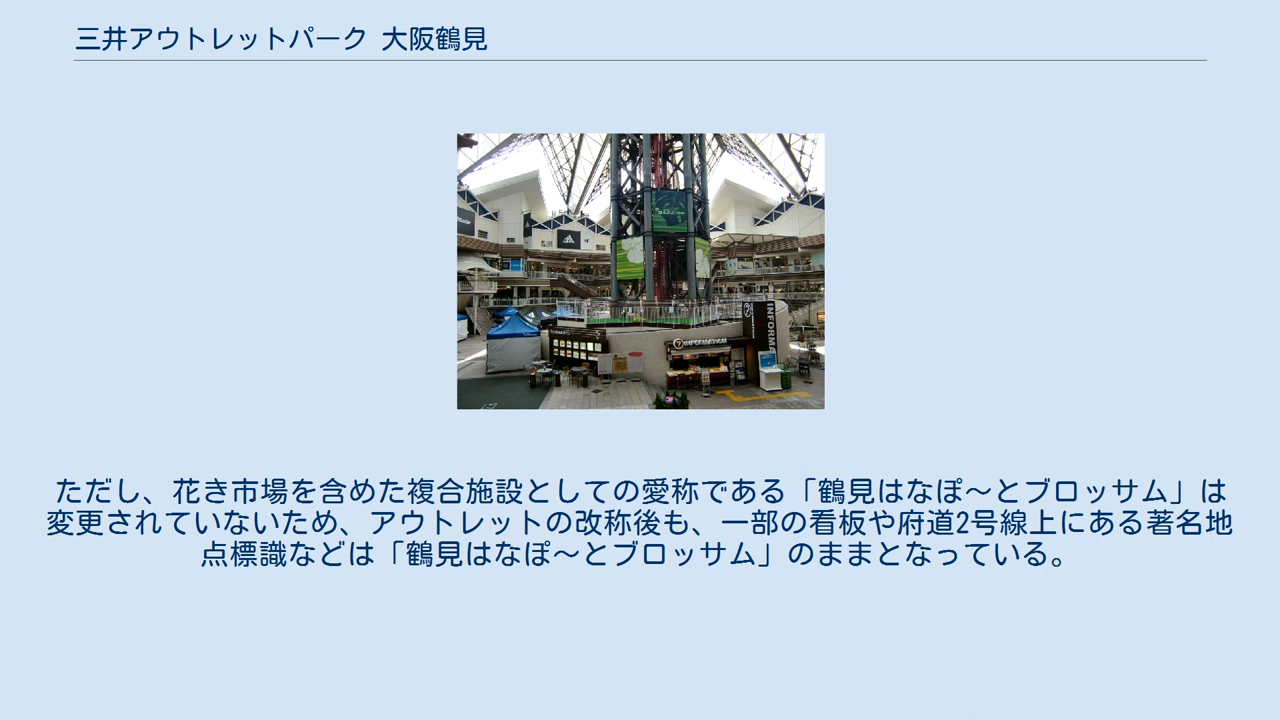 三井アウトレットパーク 大阪鶴見
INFORMATION
ただし、花き市場を含めた複合施設としての愛称である「鶴見はなぽ～とブロッサム」は
変更されていないため、アウトレットの改称後も、一部の看板や府道2号線上にある著名地
点標識などは「鶴見はなぽ～とブロッサム」のままとなっている。